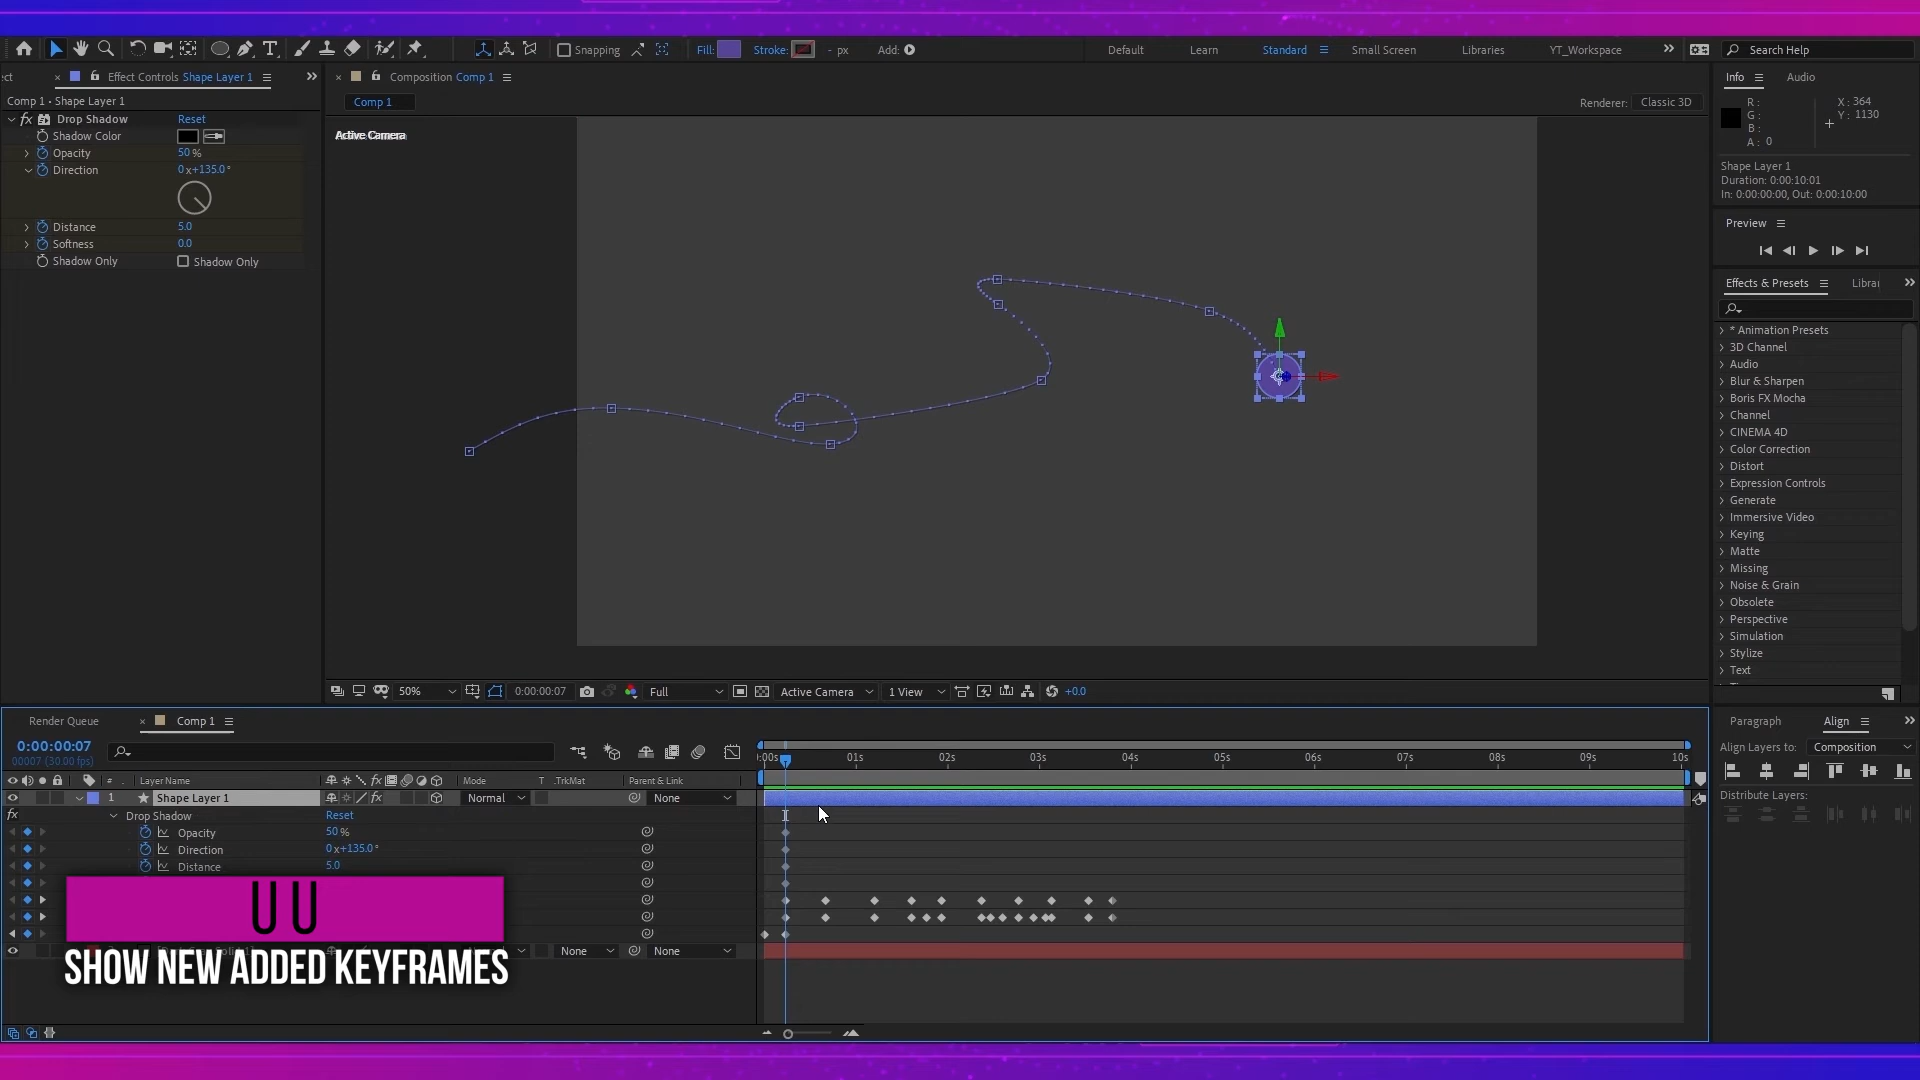 Snapping
Fill:
Stroke:
- px
Add:
Default
Learn
Standard
Small Screen
Libraries
YT_Workspace
Search Help
ect
Effect Controls Shape Layer 1
Comp 1 • Shape Layer 1
Drop Shadow
Reset
Shadow Color
Opacity
50 %
Direction
0x+135.0°
Distance
5.0
Softness
0.0
Shadow Only
Shadow Only
Composition Comp 1
Comp 1
Renderer:
Classic 3D
Active Camera
50%
0:00:00:07
Full
Active Camera
1 View
+0.0
Info
Audio
R :
G :
B :
A : 0
X : 364
Y : 1130
Shape Layer 1
Duration: 0:00:10:01
In: 0:00:00:00, Out: 0:00:10:00
Preview
Effects & Presets
Librar
* Animation Presets
3D Channel
Audio
Blur & Sharpen
Boris FX Mocha
Channel
CINEMA 4D
Color Correction
Distort
Expression Controls
Generate
Immersive Video
Keying
Matte
Missing
Noise & Grain
Obsolete
Perspective
Simulation
Stylize
Text
Paragraph
Align
Align Layers to:
Composition
Distribute Layers:
Render Queue
Comp 1
0:00:00:07
00007 (30.00 fps)
# Layer Name
Mode
T .TrkMat
Parent & Link
:00s
01s
02s
03s
04s
05s
06s
07s
08s
09s
10s
1
Shape Layer 1
Normal
None
Drop Shadow
Reset
Opacity
50 %
Direction
0x+135.0°
Distance
5.0
None
None
U U
SHOW NEW ADDED KEYFRAMES